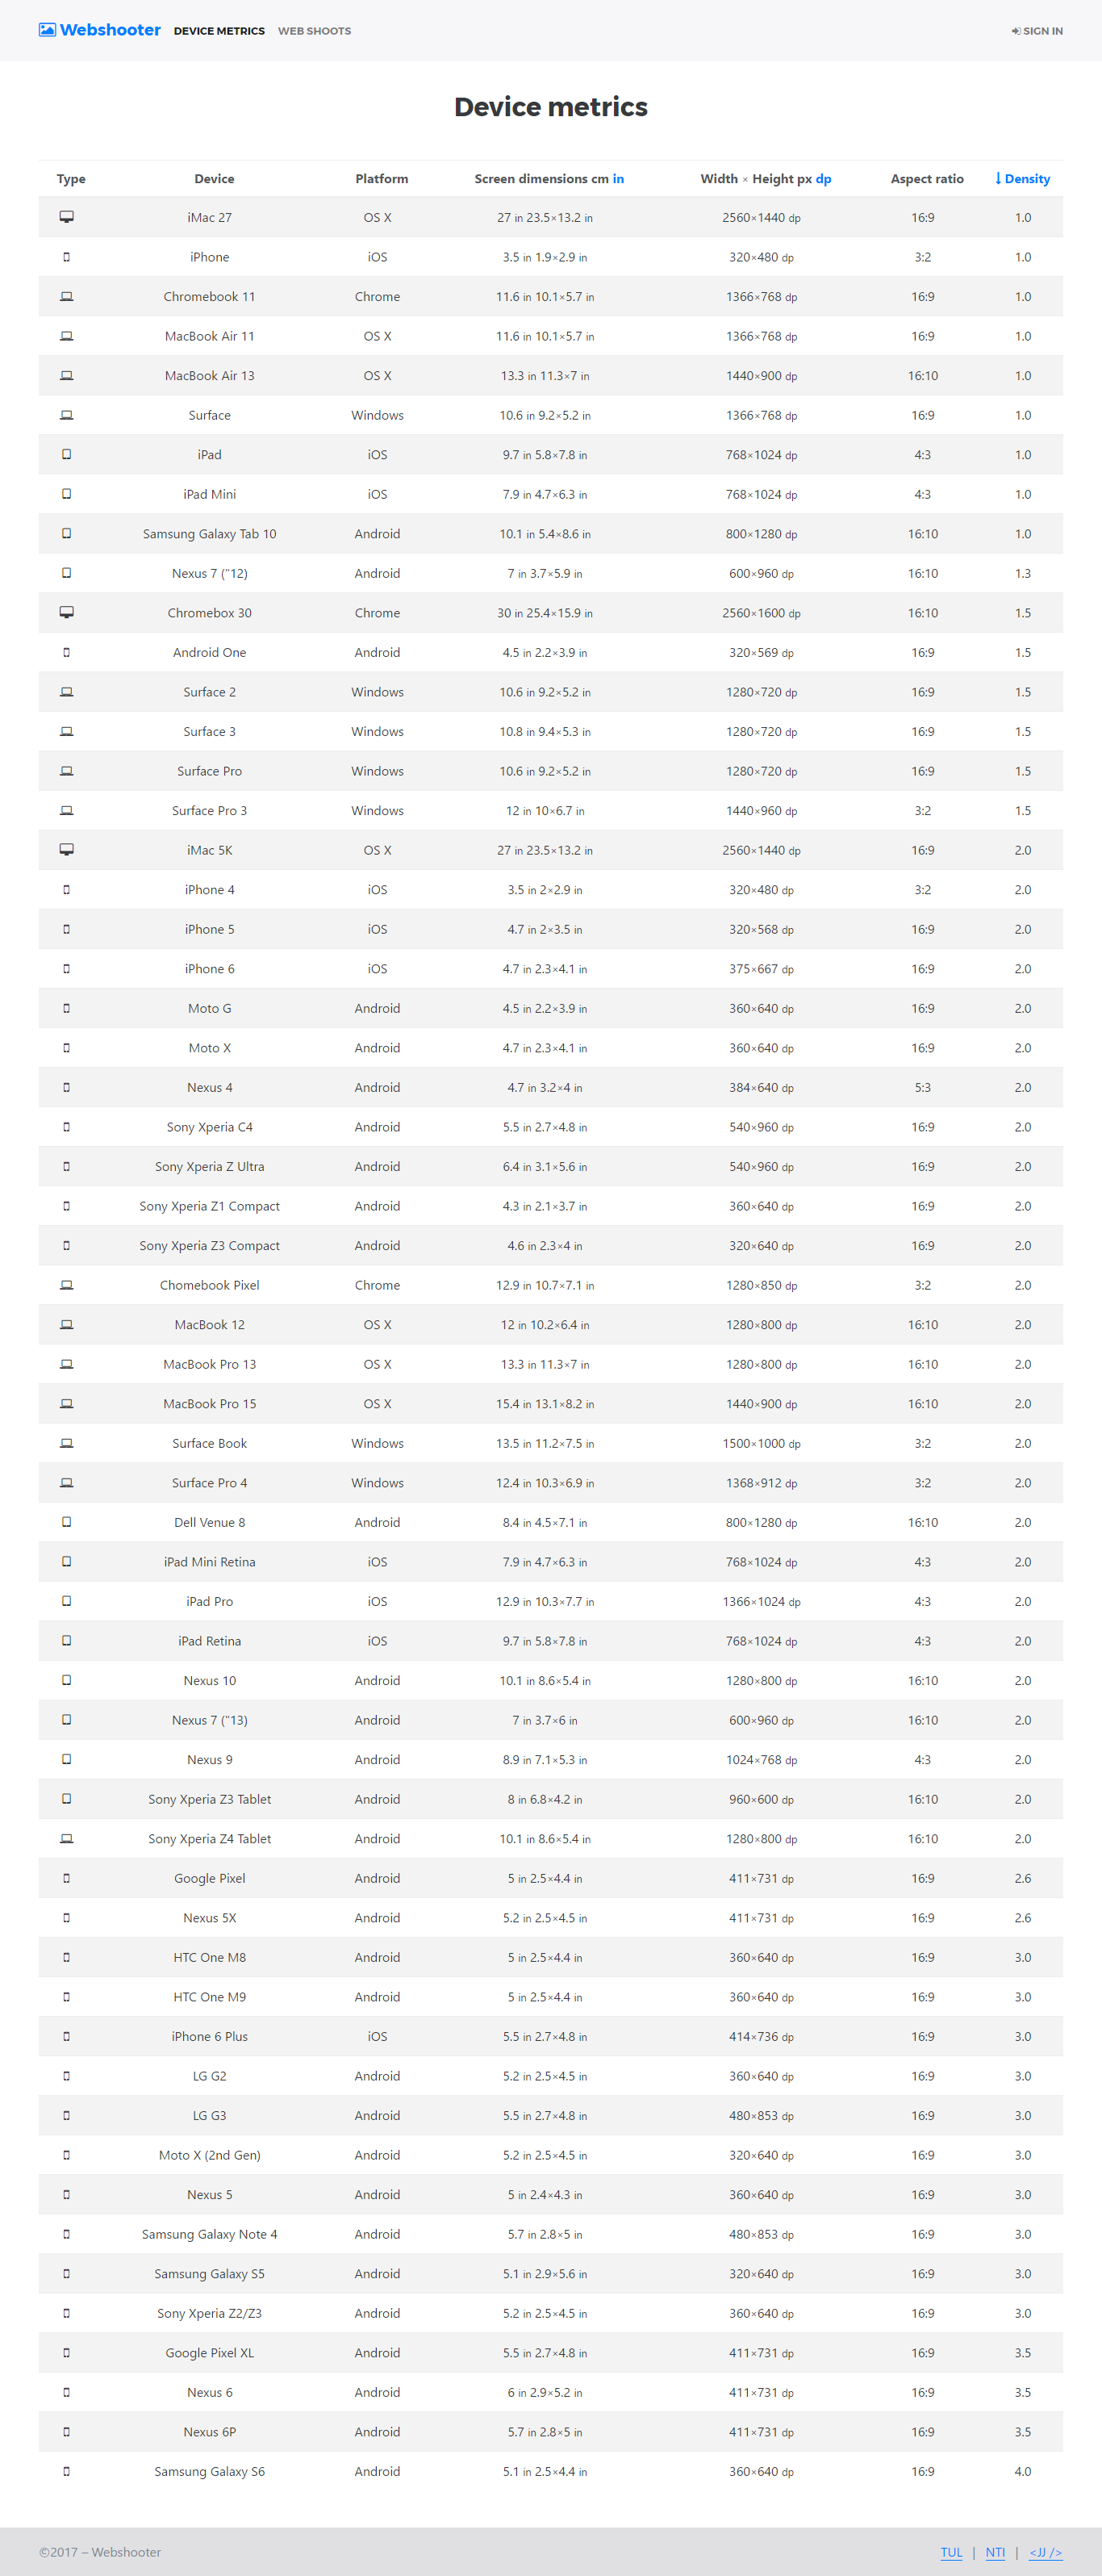 Webshooter DEVICE METRICS WEB SHOOTS SIGN IN
Device metrics
Type Device Platform Screen dimensions cm in Width × Height px dp Aspect ratio Density
iMac 27 OS X 27 in 23.5×13.2 in 2560×1440 dp 16:9 1.0
iPhone iOS 3.5 in 1.9×2.9 in 320×480 dp 3:2 1.0
Chromebook 11 Chrome 11.6 in 10.1×5.7 in 1366×768 dp 16:9 1.0
MacBook Air 11 OS X 11.6 in 10.1×5.7 in 1366×768 dp 16:9 1.0
MacBook Air 13 OS X 13.3 in 11.3×7 in 1440×900 dp 16:10 1.0
Surface Windows 10.6 in 9.2×5.2 in 1366×768 dp 16:9 1.0
iPad iOS 9.7 in 5.8×7.8 in 768×1024 dp 4:3 1.0
iPad Mini iOS 7.9 in 4.7×6.3 in 768×1024 dp 4:3 1.0
Samsung Galaxy Tab 10 Android 10.1 in 5.4×8.6 in 800×1280 dp 16:10 1.0
Nexus 7 ("12) Android 7 in 3.7×5.9 in 600×960 dp 16:10 1.3
Chromebox 30 Chrome 30 in 25.4×15.9 in 2560×1600 dp 16:10 1.5
Android One Android 4.5 in 2.2×3.9 in 320×569 dp 16:9 1.5
Surface 2 Windows 10.6 in 9.2×5.2 in 1280×720 dp 16:9 1.5
Surface 3 Windows 10.8 in 9.4×5.3 in 1280×720 dp 16:9 1.5
Surface Pro Windows 10.6 in 9.2×5.2 in 1280×720 dp 16:9 1.5
Surface Pro 3 Windows 12 in 10×6.7 in 1440×960 dp 3:2 1.5
iMac 5K OS X 27 in 23.5×13.2 in 2560×1440 dp 16:9 2.0
iPhone 4 iOS 3.5 in 2×2.9 in 320×480 dp 3:2 2.0
iPhone 5 iOS 4.7 in 2×3.5 in 320×568 dp 16:9 2.0
iPhone 6 iOS 4.7 in 2.3×4.1 in 375×667 dp 16:9 2.0
Moto G Android 4.5 in 2.2×3.9 in 360×640 dp 16:9 2.0
Moto X Android 4.7 in 2.3×4.1 in 360×640 dp 16:9 2.0
Nexus 4 Android 4.7 in 3.2×4 in 384×640 dp 5:3 2.0
Sony Xperia C4 Android 5.5 in 2.7×4.8 in 540×960 dp 16:9 2.0
Sony Xperia Z Ultra Android 6.4 in 3.1×5.6 in 540×960 dp 16:9 2.0
Sony Xperia Z1 Compact Android 4.3 in 2.1×3.7 in 360×640 dp 16:9 2.0
Sony Xperia Z3 Compact Android 4.6 in 2.3×4 in 320×640 dp 16:9 2.0
Chomebook Pixel Chrome 12.9 in 10.7×7.1 in 1280×850 dp 3:2 2.0
MacBook 12 OS X 12 in 10.2×6.4 in 1280×800 dp 16:10 2.0
MacBook Pro 13 OS X 13.3 in 11.3×7 in 1280×800 dp 16:10 2.0
MacBook Pro 15 OS X 15.4 in 13.1×8.2 in 1440×900 dp 16:10 2.0
Surface Book Windows 13.5 in 11.2×7.5 in 1500×1000 dp 3:2 2.0
Surface Pro 4 Windows 12.4 in 10.3×6.9 in 1368×912 dp 3:2 2.0
Dell Venue 8 Android 8.4 in 4.5×7.1 in 800×1280 dp 16:10 2.0
iPad Mini Retina iOS 7.9 in 4.7×6.3 in 768×1024 dp 4:3 2.0
iPad Pro iOS 12.9 in 10.3×7.7 in 1366×1024 dp 4:3 2.0
iPad Retina iOS 9.7 in 5.8×7.8 in 768×1024 dp 4:3 2.0
Nexus 10 Android 10.1 in 8.6×5.4 in 1280×800 dp 16:10 2.0
Nexus 7 ("13) Android 7 in 3.7×6 in 600×960 dp 16:10 2.0
Nexus 9 Android 8.9 in 7.1×5.3 in 1024×768 dp 4:3 2.0
Sony Xperia Z3 Tablet Android 8 in 6.8×4.2 in 960×600 dp 16:10 2.0
Sony Xperia Z4 Tablet Android 10.1 in 8.6×5.4 in 1280×800 dp 16:10 2.0
Google Pixel Android 5 in 2.5×4.4 in 411×731 dp 16:9 2.6
Nexus 5X Android 5.2 in 2.5×4.5 in 411×731 dp 16:9 2.6
HTC One M8 Android 5 in 2.5×4.4 in 360×640 dp 16:9 3.0
HTC One M9 Android 5 in 2.5×4.4 in 360×640 dp 16:9 3.0
iPhone 6 Plus iOS 5.5 in 2.7×4.8 in 414×736 dp 16:9 3.0
LG G2 Android 5.2 in 2.5×4.5 in 360×640 dp 16:9 3.0
LG G3 Android 5.5 in 2.7×4.8 in 480×853 dp 16:9 3.0
Moto X (2nd Gen) Android 5.2 in 2.5×4.5 in 320×640 dp 16:9 3.0
Nexus 5 Android 5 in 2.4×4.3 in 360×640 dp 16:9 3.0
Samsung Galaxy Note 4 Android 5.7 in 2.8×5 in 480×853 dp 16:9 3.0
Samsung Galaxy S5 Android 5.1 in 2.9×5.6 in 320×640 dp 16:9 3.0
Sony Xperia Z2/Z3 Android 5.2 in 2.5×4.5 in 360×640 dp 16:9 3.0
Google Pixel XL Android 5.5 in 2.7×4.8 in 411×731 dp 16:9 3.5
Nexus 6 Android 6 in 2.9×5.2 in 411×731 dp 16:9 3.5
Nexus 6P Android 5.7 in 2.8×5 in 411×731 dp 16:9 3.5
Samsung Galaxy S6 Android 5.1 in 2.5×4.4 in 360×640 dp 16:9 4.0
©2017 – Webshooter TUL | NTI | <JJ />